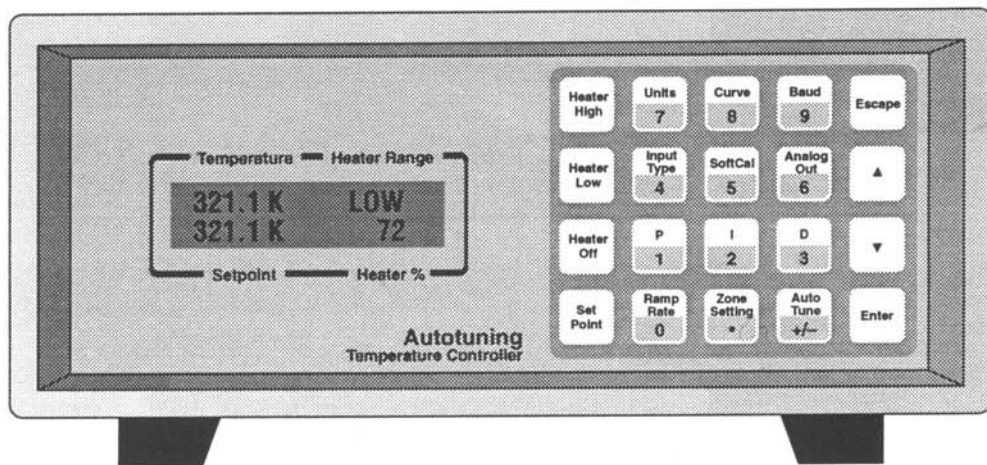 Temperature Heater Range
321.1 K LOW
321.1 K 72
Setpoint Heater %
Autotuning
Temperature Controller
Heater
High
Units
7
Curve
8
Baud
9
Escape
Heater
Low
Input
Type
4
SoftCal
5
Analog
Out
6
▲
Heater
Off
P
1
I
2
D
3
▼
Set
Point
Ramp
Rate
0
Zone
Setting
•
Auto
Tune
+/–
Enter